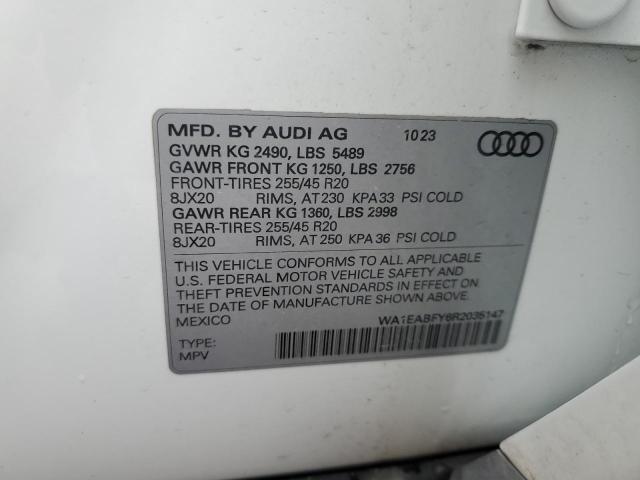 MFD. BY AUDI AG 10 23
GVWR KG 2490, LBS 5489
GAWR FRONT KG 1250, LBS 2756
FRONT-TIRES 255/45 R20
8JX20 RIMS, AT 230 KPA 33 PSI COLD
GAWR REAR KG 1360, LBS 2998
REAR-TIRES 255/45 R20
8JX20 RIMS, AT 250 KPA 36 PSI COLD
THIS VEHICLE CONFORMS TO ALL APPLICABLE
U.S. FEDERAL MOTOR VEHICLE SAFETY AND
THEFT PREVENTION STANDARDS IN EFFECT ON
THE DATE OF MANUFACTURE SHOWN ABOVE.
MEXICO WA1EABFY6R2035147
TYPE:
MPV